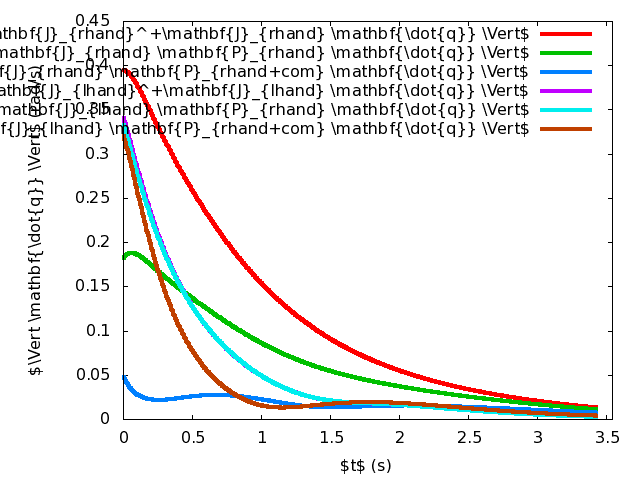 0.45
athbf{J}_{rhand}^+\mathbf{J}_{rhand} \mathbf{\dot{q}} \Vert$
\mathbf{J}_{rhand} \mathbf{P}_{rhand} \mathbf{\dot{q}} \Vert$
0.4
f{J}_{rhand} \mathbf{P}_{rhand+com} \mathbf{\dot{q}} \Vert$
\mathbf{J}_{lhand}^+\mathbf{J}_{lhand} \mathbf{\dot{q}} \Vert$
0.35
\mathbf{J}_{lhand} \mathbf{P}_{rhand} \mathbf{\dot{q}} \Vert$
bf{J}_{lhand} \mathbf{P}_{rhand+com} \mathbf{\dot{q}} \Vert$
0.3
0.25
0.2
0.15
0.1
0.05
0
$\Vert \mathbf{\dot{q}} \Vert$ (rad/s)
0 0.5 1 1.5 2 2.5 3 3.5
$t$ (s)